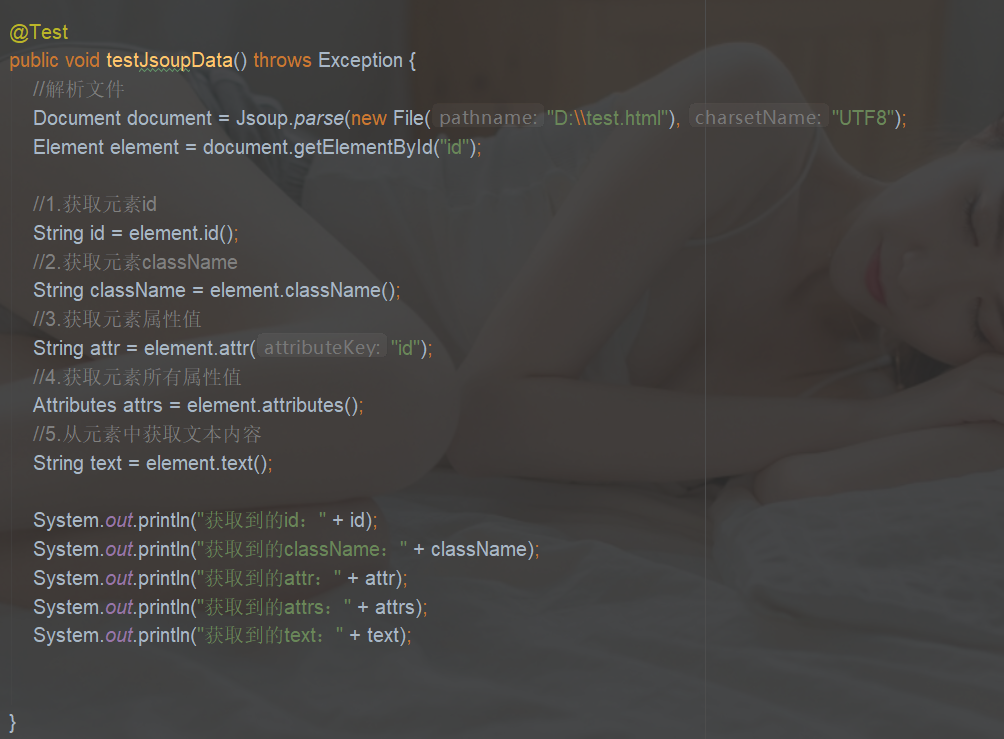 @Test
public void testJsoupData() throws Exception {
//解析文件
Document document = Jsoup.parse(new File( pathname: "D:\\test.html"), charsetName: "UTF8");
Element element = document.getElementById("id");
//1.获取元素id
String id = element.id();
//2.获取元素className
String className = element.className();
//3.获取元素属性值
String attr = element.attr( attributeKey: "id");
//4.获取元素所有属性值
Attributes attrs = element.attributes();
//5.从元素中获取文本内容
String text = element.text();
System.out.println("获取到的id：" + id);
System.out.println("获取到的className：" + className);
System.out.println("获取到的attr：" + attr);
System.out.println("获取到的attrs：" + attrs);
System.out.println("获取到的text：" + text);
}